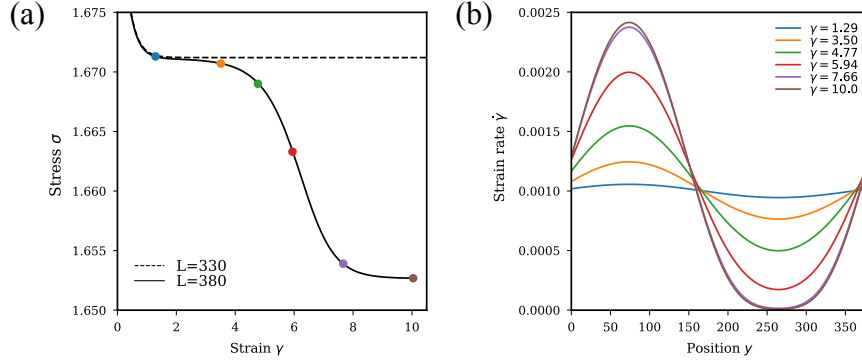 (a)
1.675
1.670
1.665
1.660
1.655
1.650
Stress σ
0
2
4
6
8
10
Strain γ
L=330
L=380
(b)
0.0025
0.0020
0.0015
0.0010
0.0005
0.0000
Strain rate γ̇
0
50
100
150
200
250
300
350
Position y
γ = 1.29
γ = 3.50
γ = 4.77
γ = 5.94
γ = 7.66
γ = 10.0